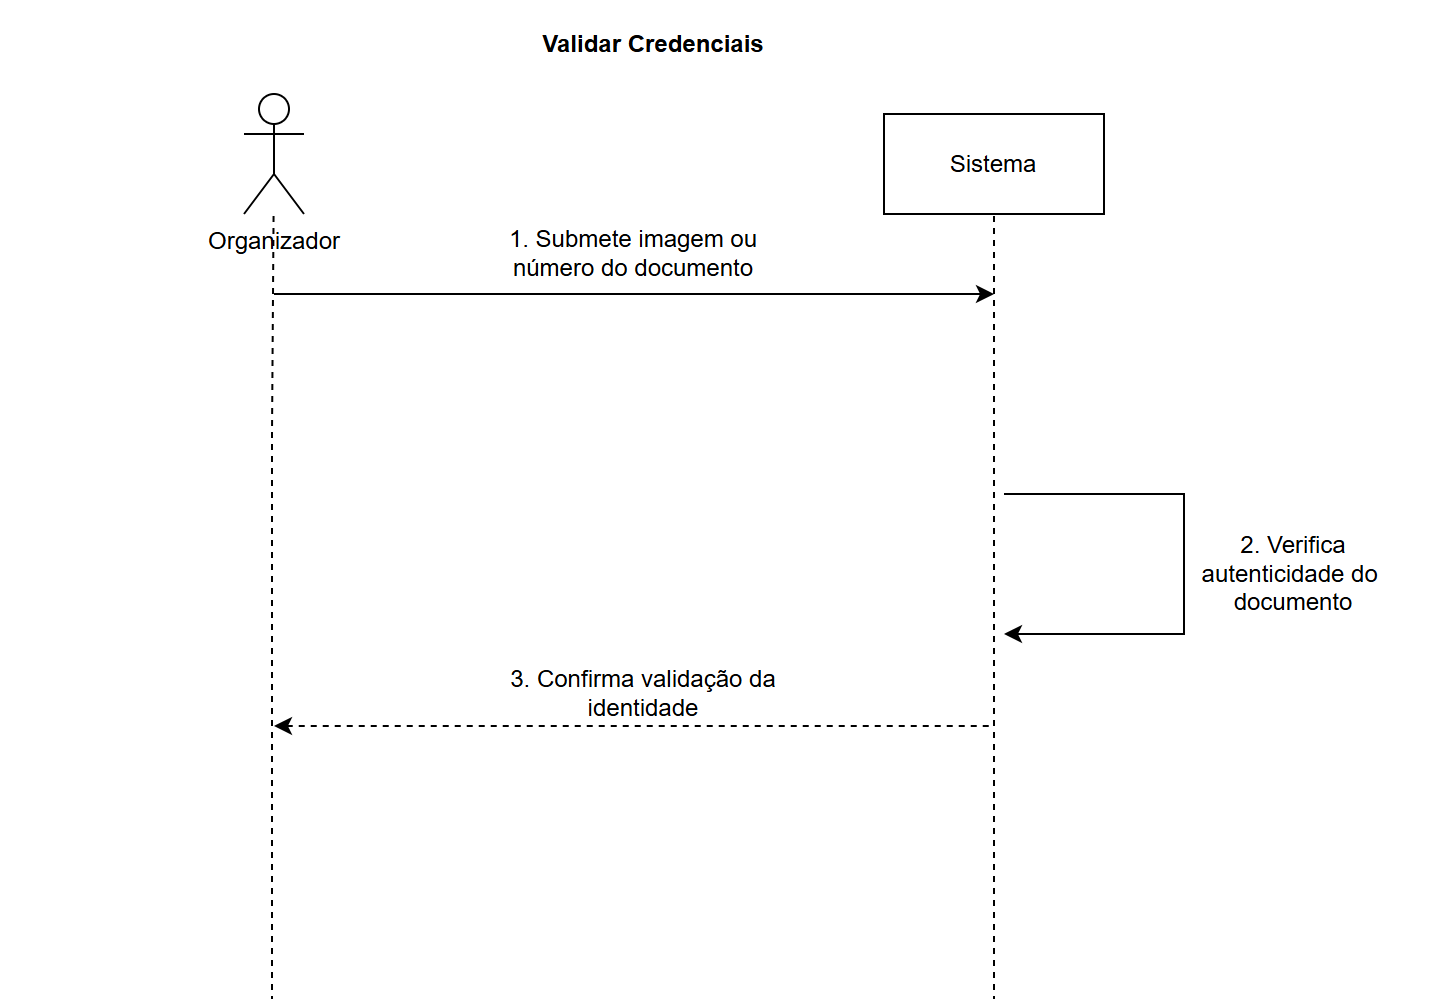 Validar Credenciais
Sistema
Organizador
1. Submete imagem ou
número do documento
2. Verifica
autenticidade do
documento
3. Confirma validação da
identidade